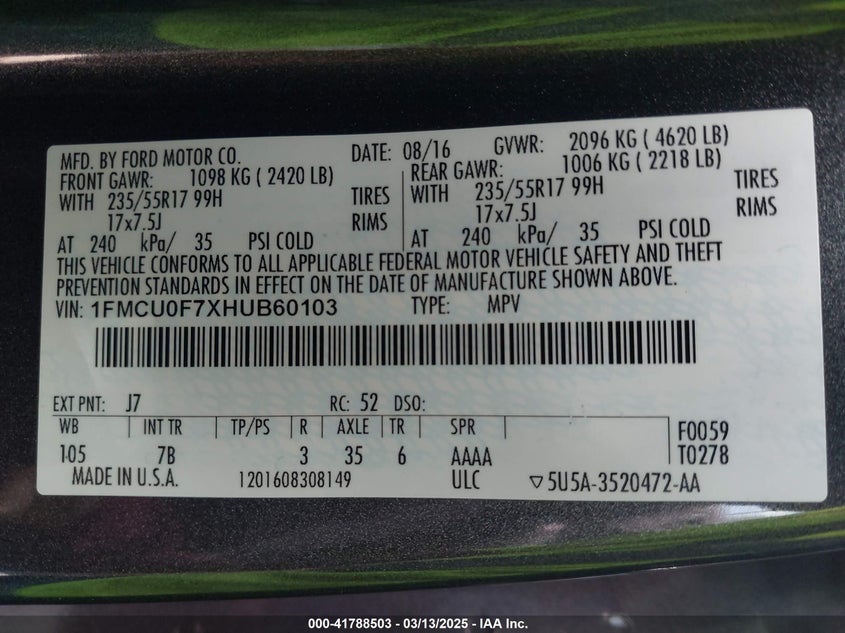 MFD. BY FORD MOTOR CO. DATE: 08/16 GVWR: 2096 KG ( 4620 LB)
FRONT GAWR: 1098 KG ( 2420 LB) REAR GAWR: 1006 KG ( 2218 LB)
WITH 235/55R17 99H TIRES WITH 235/55R17 99H TIRES
17x7.5J RIMS 17x7.5J RIMS
AT 240 kPa/ 35 PSI COLD AT 240 kPa/ 35 PSI COLD
THIS VEHICLE CONFORMS TO ALL APPLICABLE FEDERAL MOTOR VEHICLE SAFETY AND THEFT
PREVENTION STANDARDS IN EFFECT ON THE DATE OF MANUFACTURE SHOWN ABOVE.
VIN: 1FMCU0F7XHUB60103 TYPE: MPV
EXT PNT: J7 RC: 52 DSO:
WB INT TR TP/PS R AXLE TR SPR F0059
105 7B 3 35 6 AAAA T0278
MADE IN U.S.A. 1201608308149 ULC ▽5U5A-3520472-AA
000-41788503 - 03/13/2025 - IAA Inc.